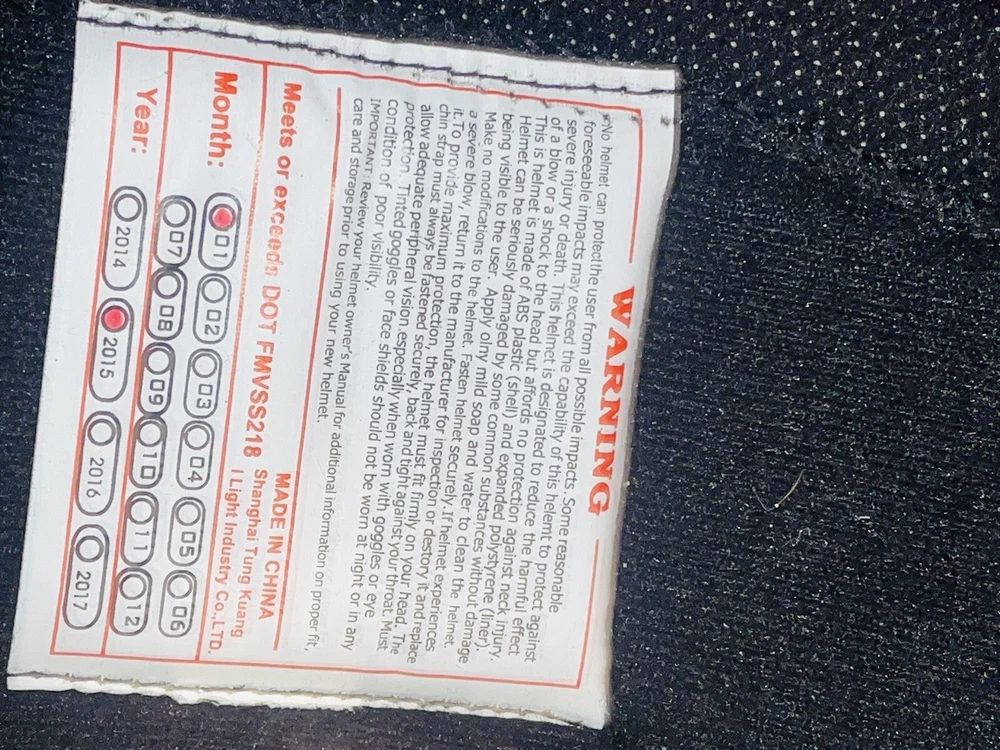 WARNING
*No helmet can protect the user from all possible impacts. Some reasonable
foreseeable impacts may exceed the capability of this helemt to protect against
severe injury or death. This helmet is designated to reduce the harmful effect
of a blow or a shock to the head but affords no protection against neck injury.
This is helmet is made of ABS plastic (shell) and expanded polystyrene (liner).
Helmet can be seriously damaged by some common substances without damage
being visible to the user. Apply olny mild soap and water to clean the helmet.
Make no modifications to the helmet. Fasten helmet securely. If helmet experiences
a severe blow, return it to the manufacturer for inspection or destory it and replace
it. To provide maximum protection, the helmet must fit firmly on your head. The
chin strap must always be fastened securely, back and tight against your throat. Must
allow adequate peripheral vision especially when worn with goggles or eye
protection. Tinted goggles or face shields should not be worn at night or in any
condition of poor visibility.
IMPORTANT: Review your helmet owner's Manual for additional information on proper fit,
care and storage prior to using your new helmet.
Meets or exceeds DOT FMVSS218
MADE IN CHINA
Shanghai Tung Kuang
I Light Industry Co.,LTD.
Month: 01 02 03 04 05 06
07 08 09 10 11 12
Year: 2014 2015 2016 2017